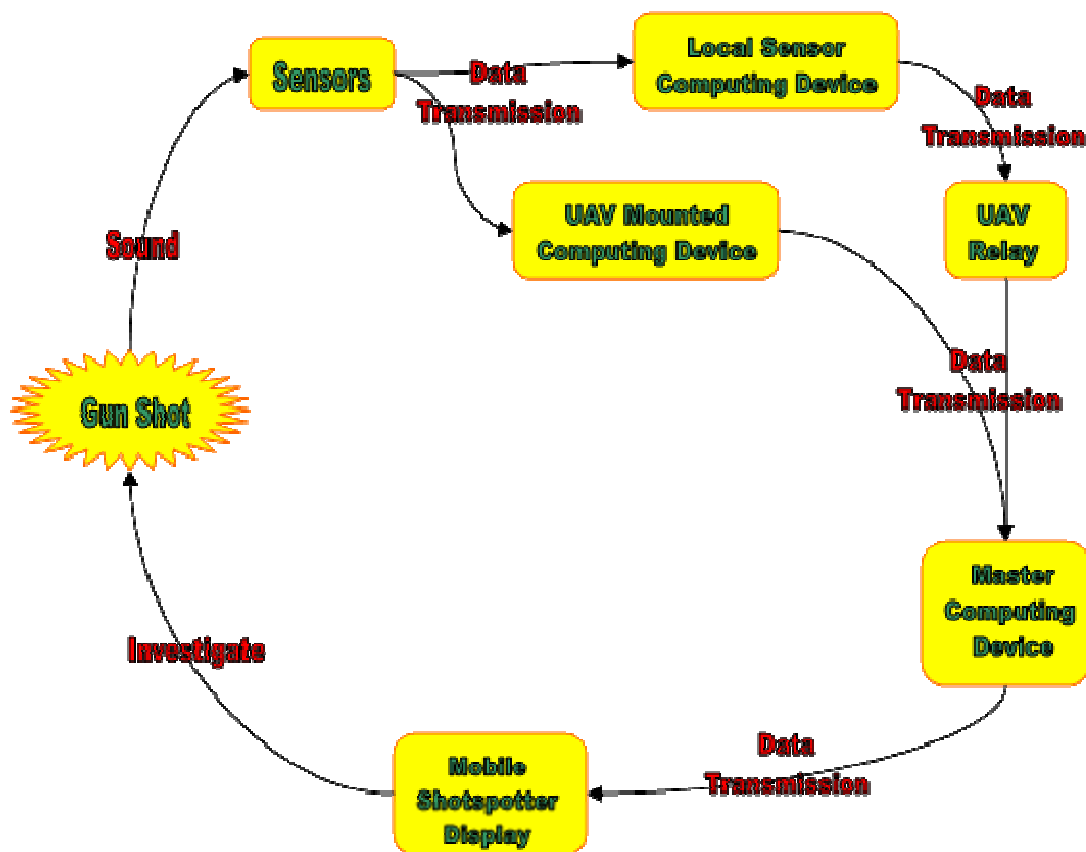 Sensors
Data
Transmission
Local Sensor
Computing Device
Data
Transmission
UAV Mounted
Computing Device
UAV
Relay
Sound
Data
Transmission
Gun Shot
Master
Computing
Device
Investigate
Data
Transmission
Mobile
Shotspotter
Display